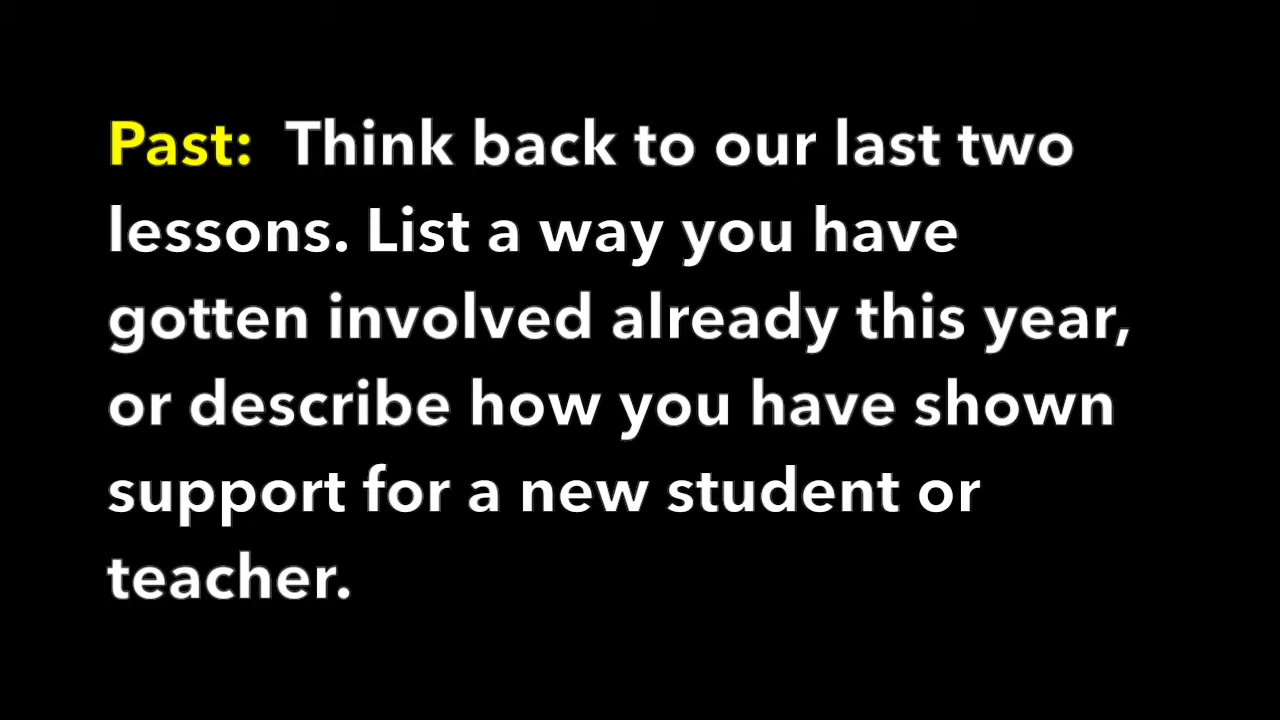 Past: Think back to our last two
lessons. List a way you have
gotten involved already this year,
or describe how you have shown
support for a new student or
teacher.